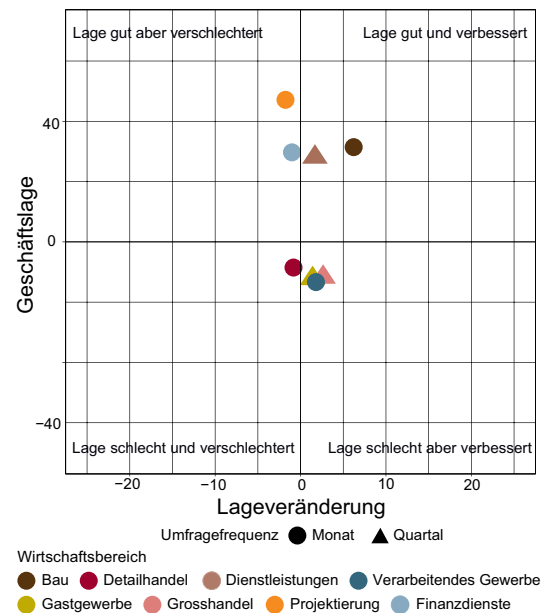 Lage gut aber verschlechtert Lage gut und verbessert
40
0
−40
Geschäftslage
Lage schlecht und verschlechtert Lage schlecht aber verbessert
−20 −10 0 10 20
Lageveränderung
Umfragefrequenz Monat Quartal
Wirtschaftsbereich
Bau Detailhandel Dienstleistungen Verarbeitendes Gewerbe
Gastgewerbe Grosshandel Projektierung Finanzdienste